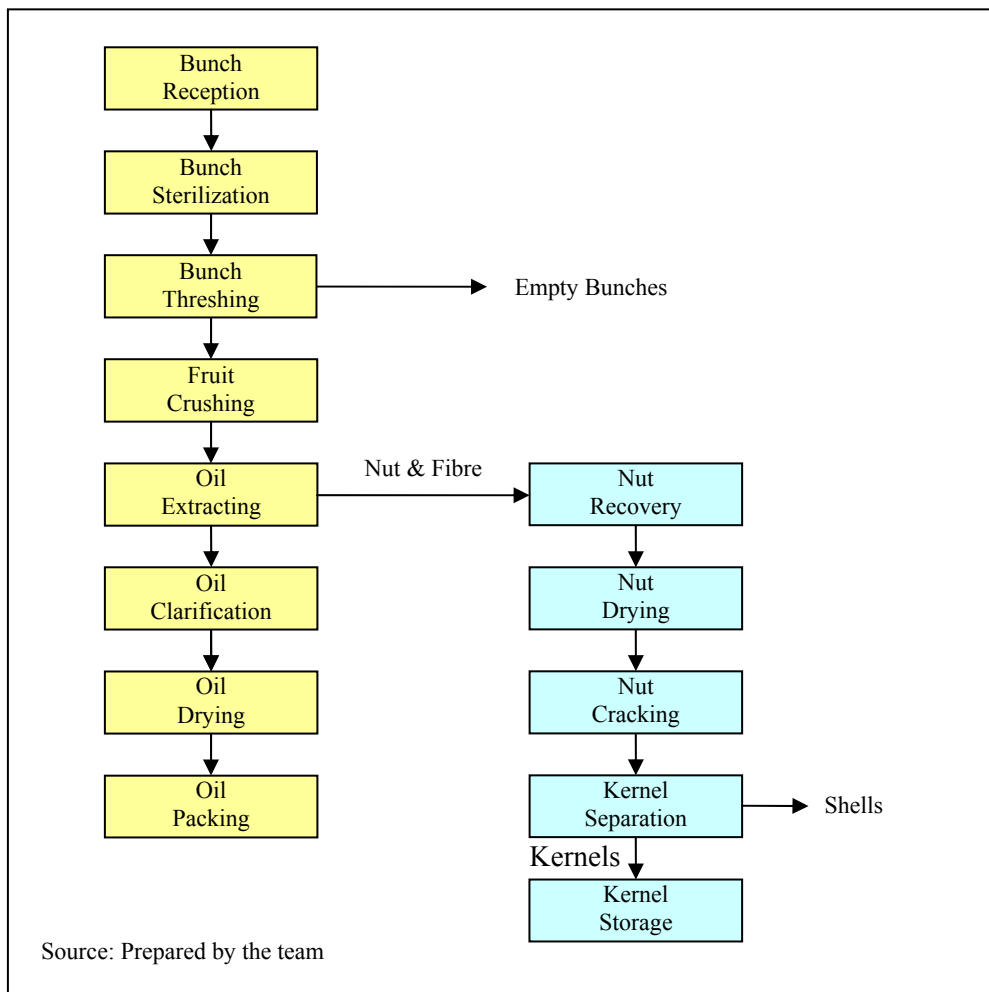 Bunch
Reception
Bunch
Sterilization
Bunch
Threshing
Empty Bunches
Fruit
Crushing
Oil
Extracting
Nut & Fibre
Nut
Recovery
Oil
Clarification
Nut
Drying
Oil
Drying
Nut
Cracking
Oil
Packing
Kernel
Separation
Shells
Kernels
Kernel
Storage
Source: Prepared by the team